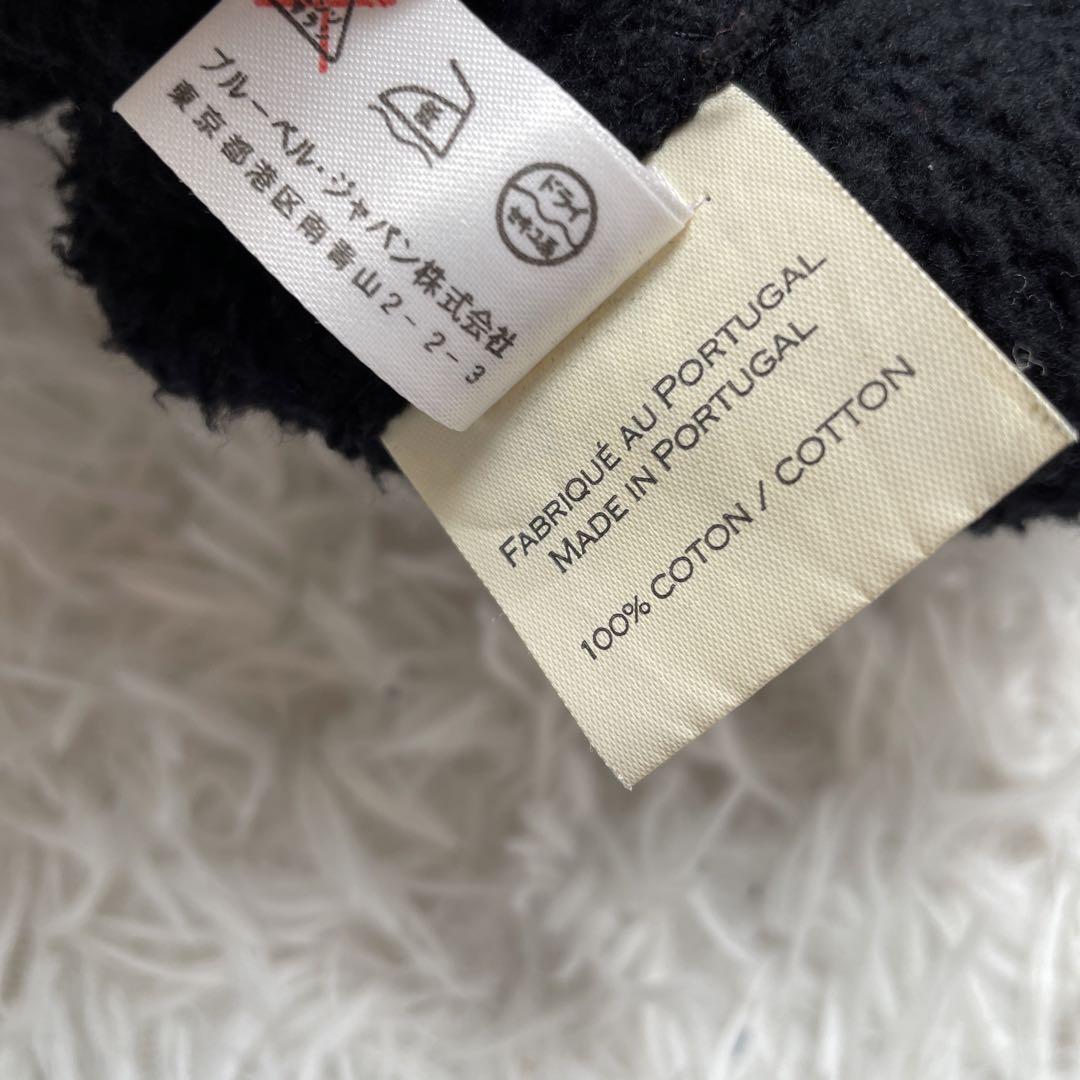 ドライ
ブルーベル・ジャパン株式会社
東京都港区南青山2-2-3
FABRIQUÉ AU PORTUGAL
MADE IN PORTUGAL
100% COTON / COTTON